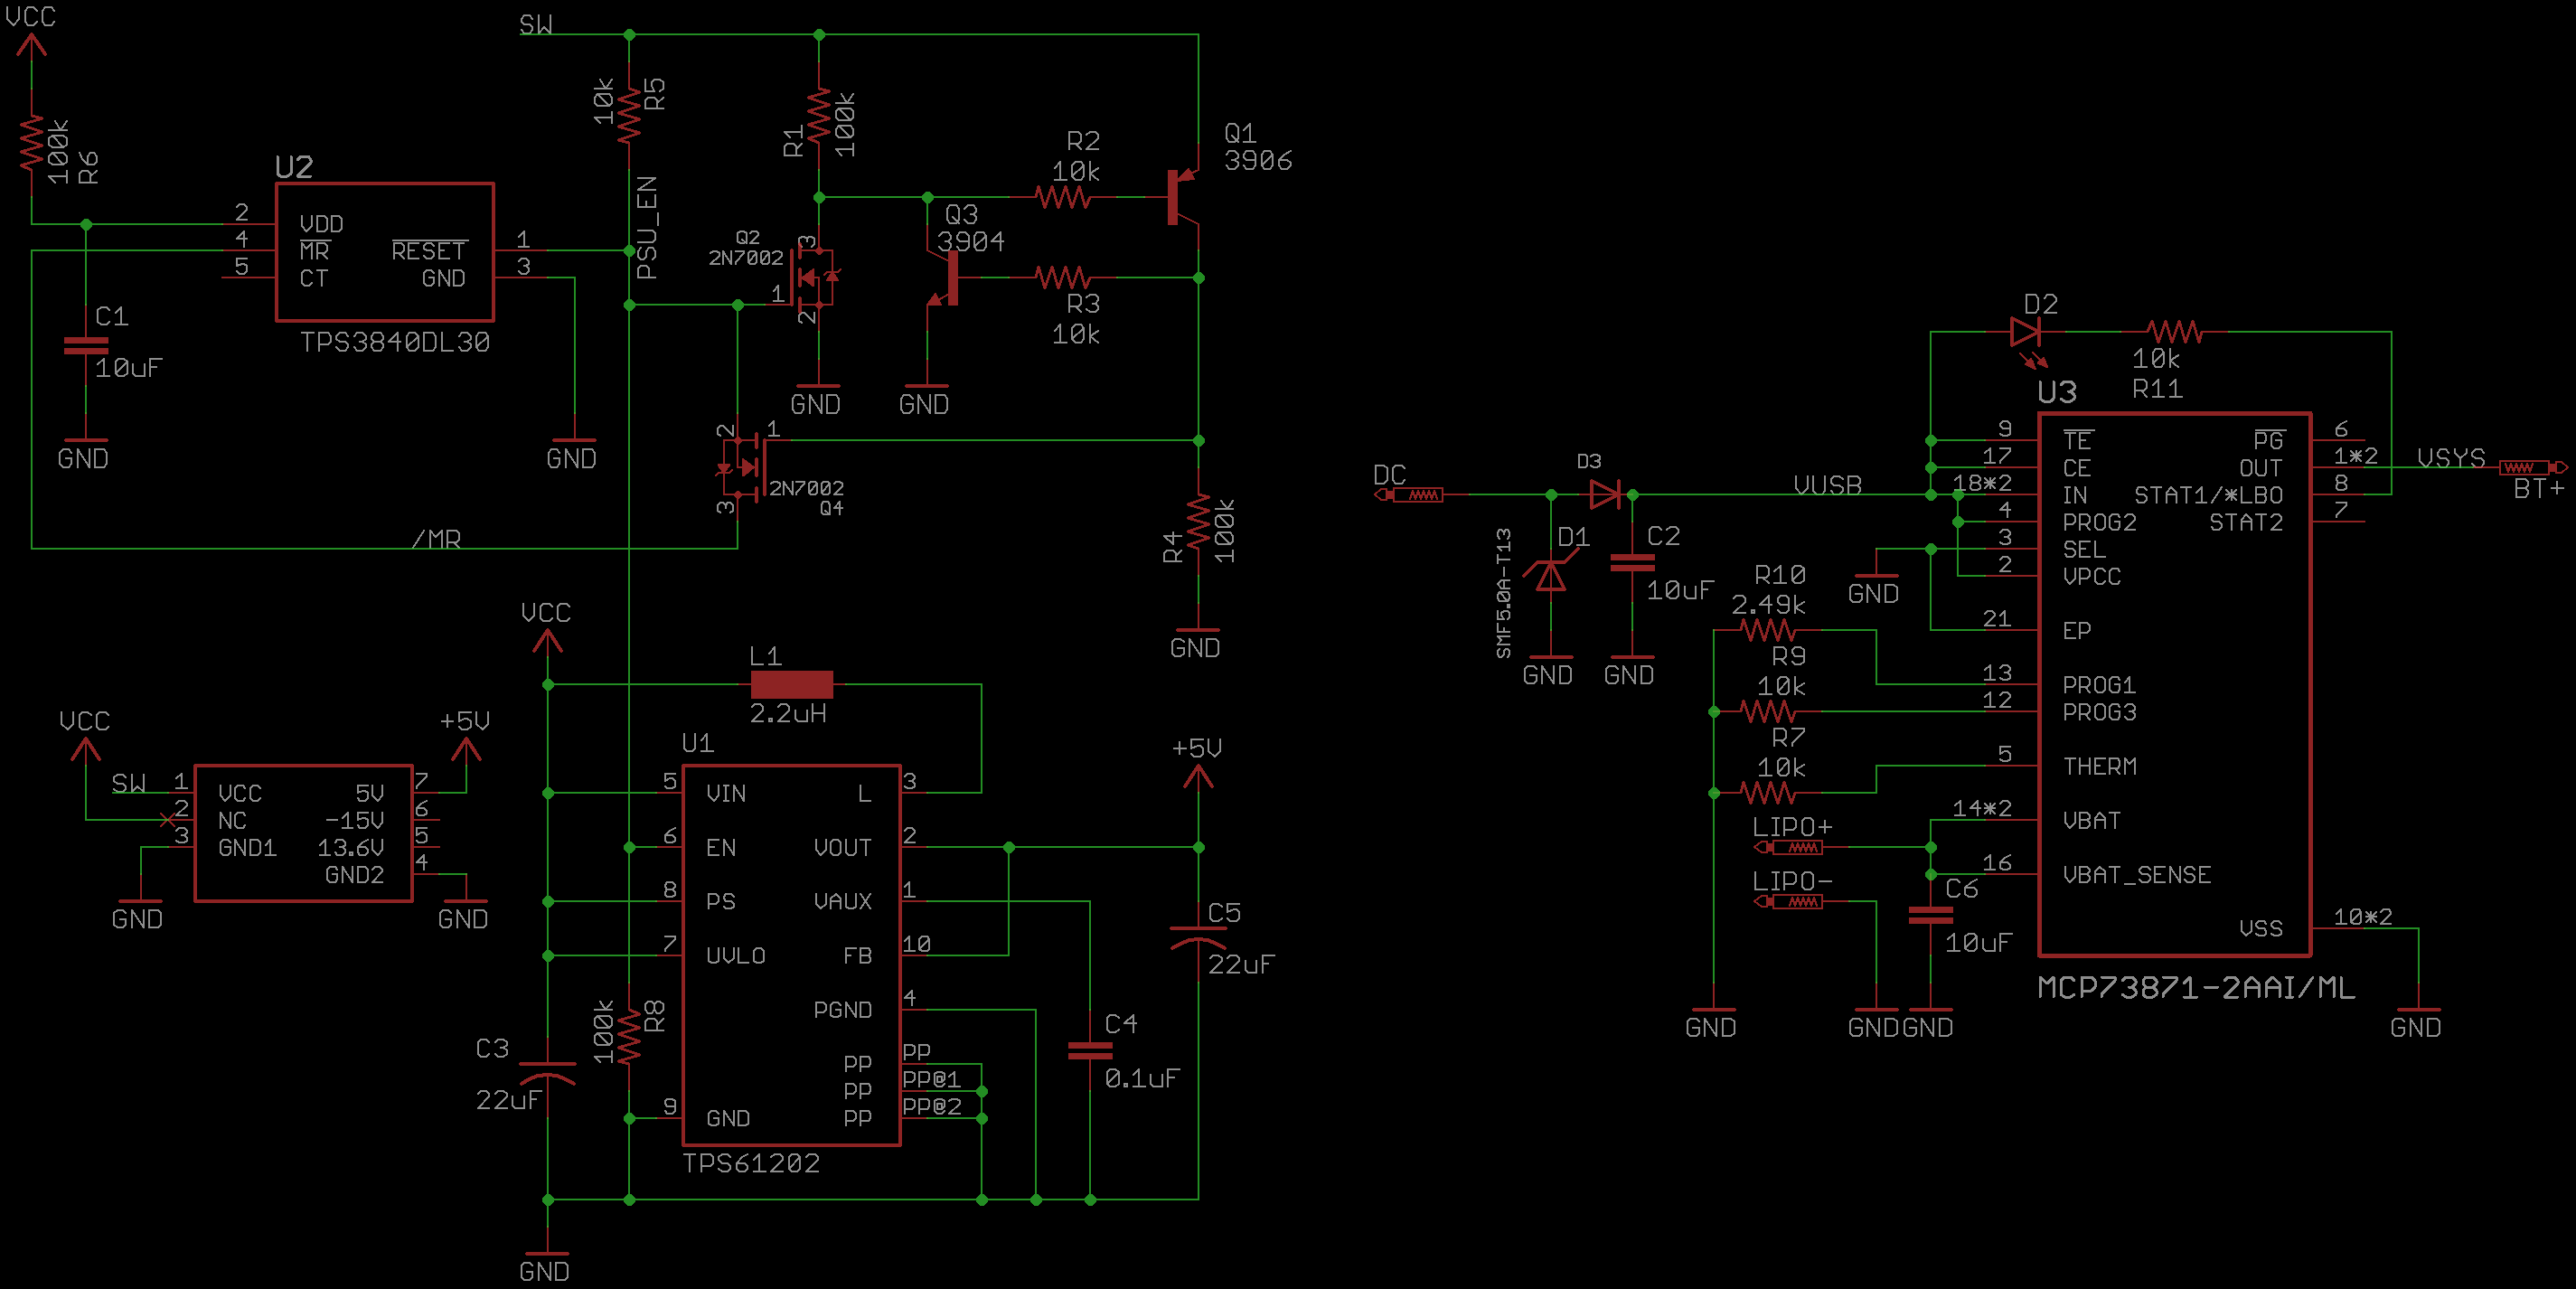 VCC
100k
R6
U2
2
VDD
4
MR
RESET
1
5
CT
GND
3
TPS3840DL30
C1
10uF
GND
GND
/MR
SW
10k
R5
PSU_EN
R1
100k
R2
10k
Q1
3906
Q3
3904
Q2
2N7002
3
1
2
R3
10k
GND
GND
2
1
2N7002
Q4
3
R4
100k
GND
VCC
SW
1
VCC
5V
7
+5V
2
NC
-15V
6
3
GND1
13.6V
5
GND2
4
GND
GND
VCC
L1
2.2uH
U1
5
VIN
L
3
6
EN
VOUT
2
8
PS
VAUX
1
7
UVLO
FB
10
PGND
4
PP
PP
PP
PP@1
PP
PP@2
9
GND
TPS61202
100k
R8
C3
22uF
GND
C4
0.1uF
+5V
C5
22uF
DC
D3
VUSB
D1
SMF5.0A-T13
C2
10uF
GND
GND
D2
10k
R11
U3
9
TE
PG
6
17
CE
OUT
1*2
VSYS
BT+
18*2
IN
STAT1/*LBO
8
4
PROG2
STAT2
7
3
SEL
2
VPCC
GND
21
EP
R10
2.49k
13
PROG1
R9
10k
12
PROG3
R7
10k
5
THERM
14*2
VBAT
LIPO+
16
VBAT_SENSE
LIPO-
C6
10uF
VSS
10*2
MCP73871-2AAI/ML
GND
GND
GND
GND